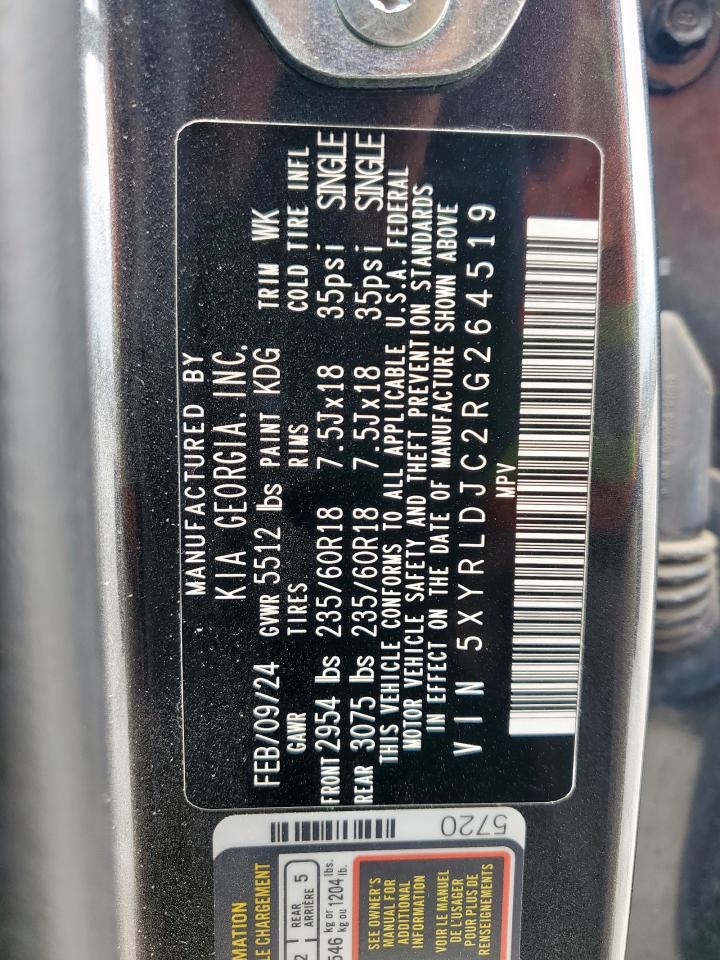 MANUFACTURED BY
KIA GEORGIA, INC.
FEB/09/24 GVWR 5512 lbs PAINT KDG TRIM WK
GAWR TIRES RIMS COLD TIRE INFL
FRONT 2954 lbs 235/60R18 7.5Jx18 35psi SINGLE
REAR 3075 lbs 235/60R18 7.5Jx18 35psi SINGLE
THIS VEHICLE CONFORMS TO ALL APPLICABLE U.S.A. FEDERAL
MOTOR VEHICLE SAFETY AND THEFT PREVENTION STANDARDS
IN EFFECT ON THE DATE OF MANUFACTURE SHOWN ABOVE
VIN 5XYRLDJC2RG264519
MPV
5720
LE CHARGEMENT
2 REAR ARRIÈRE 5
546 kg or kg ou 1204 lbs. lb.
SEE OWNER'S
MANUAL FOR
ADDITIONAL
INFORMATION
VOIR LE MANUEL
DE L'USAGER
POUR PLUS DE
RENSEIGNEMENTS